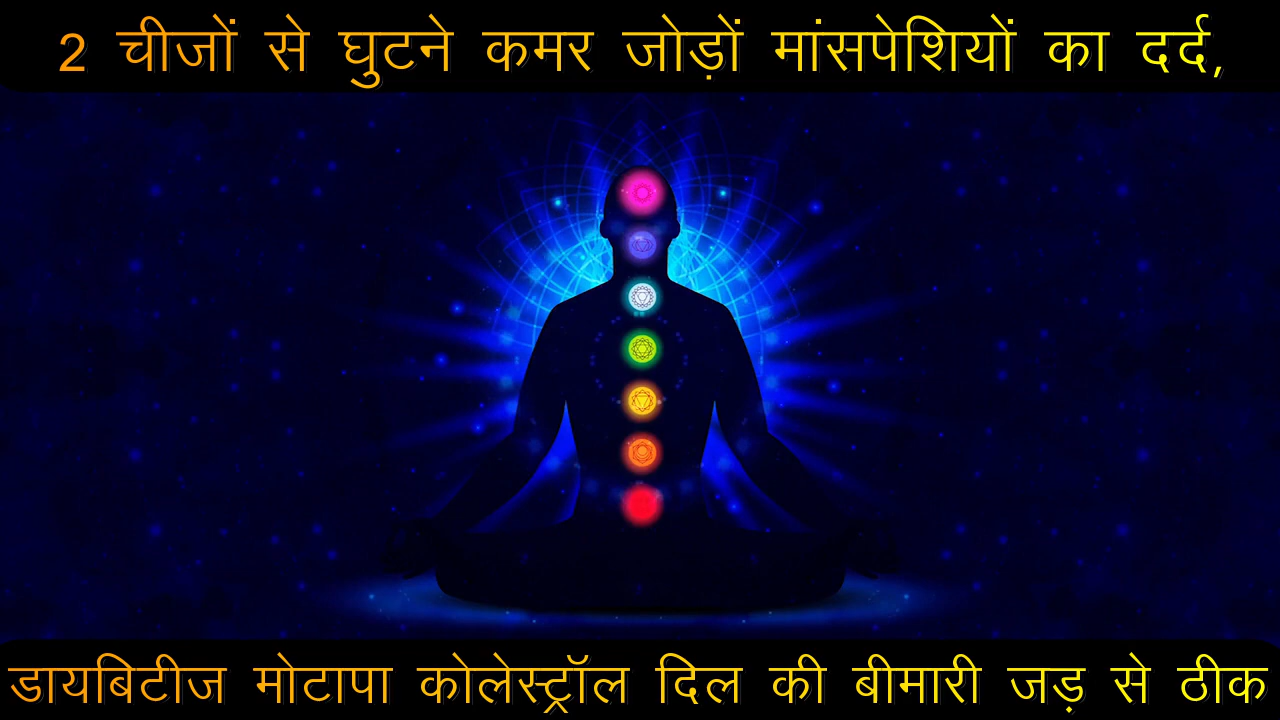 2 चीजों से घुटने कमर जोड़ों मांसपेशियों का दर्द,
डायबिटीज मोटापा कोलेस्ट्रॉल दिल की बीमारी जड़ से ठीक